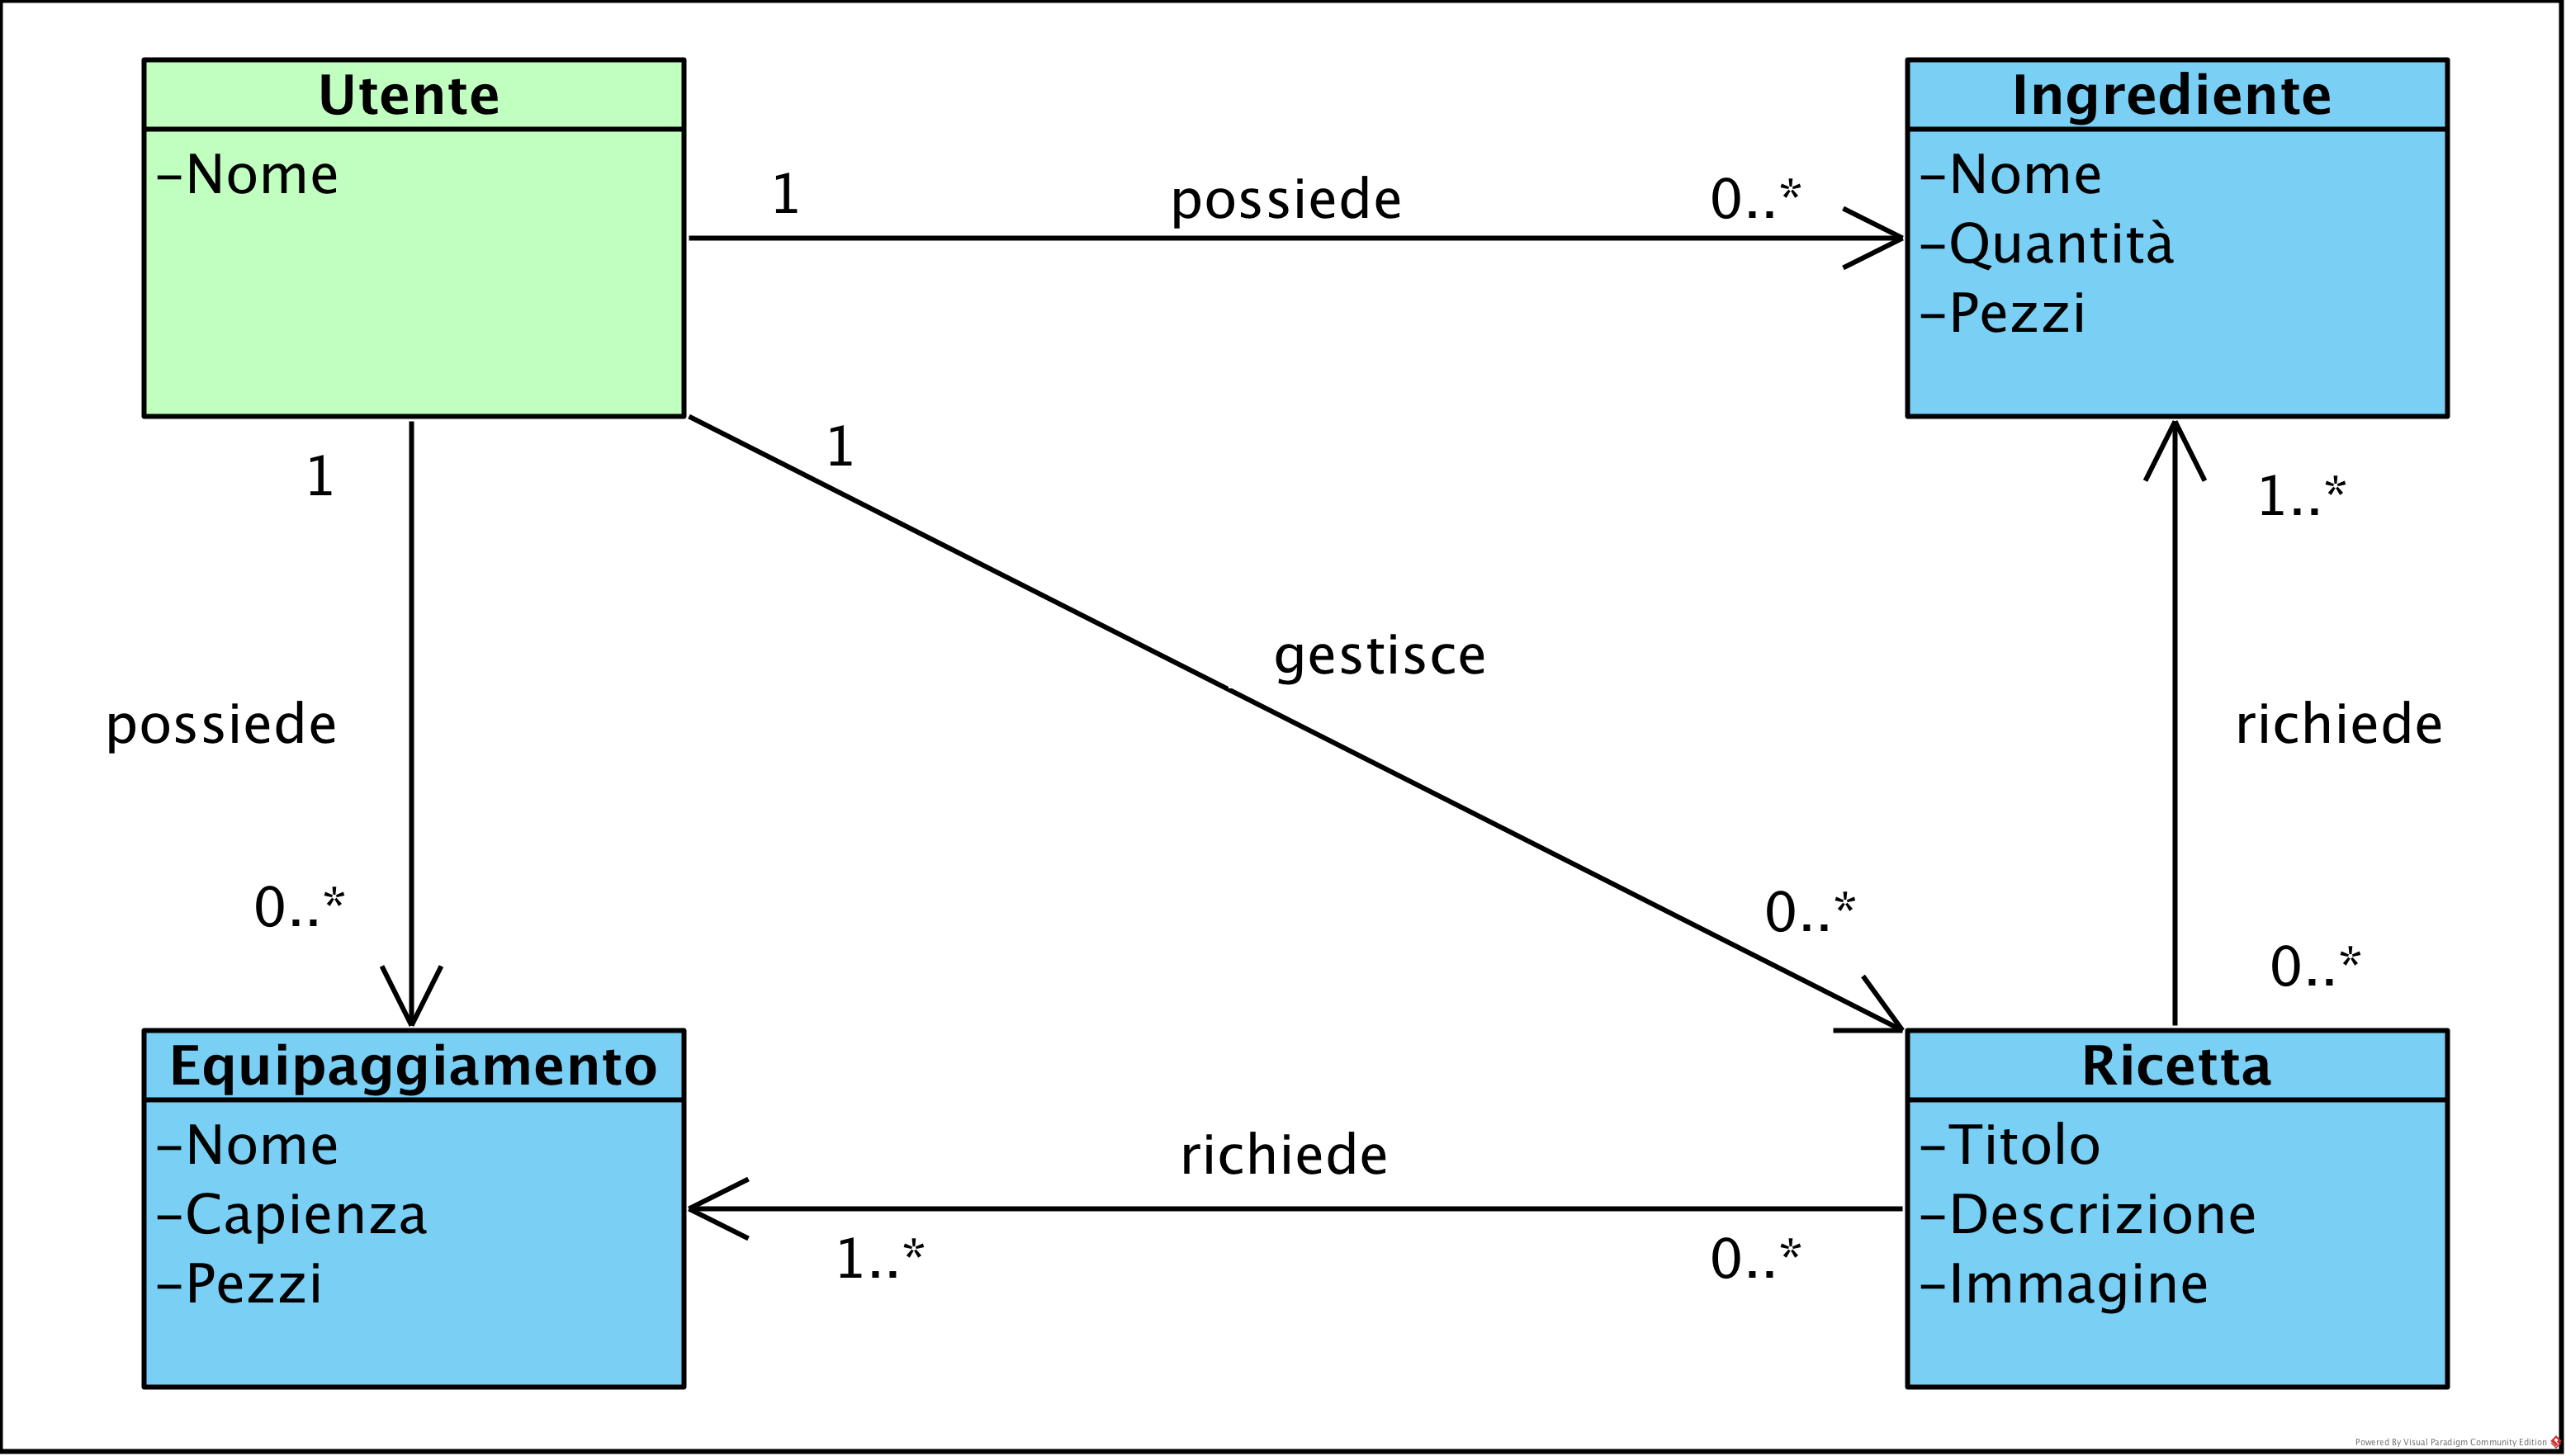 Utente
–Nome
Ingrediente
–Nome
–Quantità
–Pezzi
1
possiede
0..*
1
possiede
0..*
1
gestisce
0..*
1..*
richiede
0..*
Equipaggiamento
–Nome
–Capienza
–Pezzi
richiede
1..*
0..*
Ricetta
–Titolo
–Descrizione
–Immagine
Powered By Visual Paradigm Community Edition